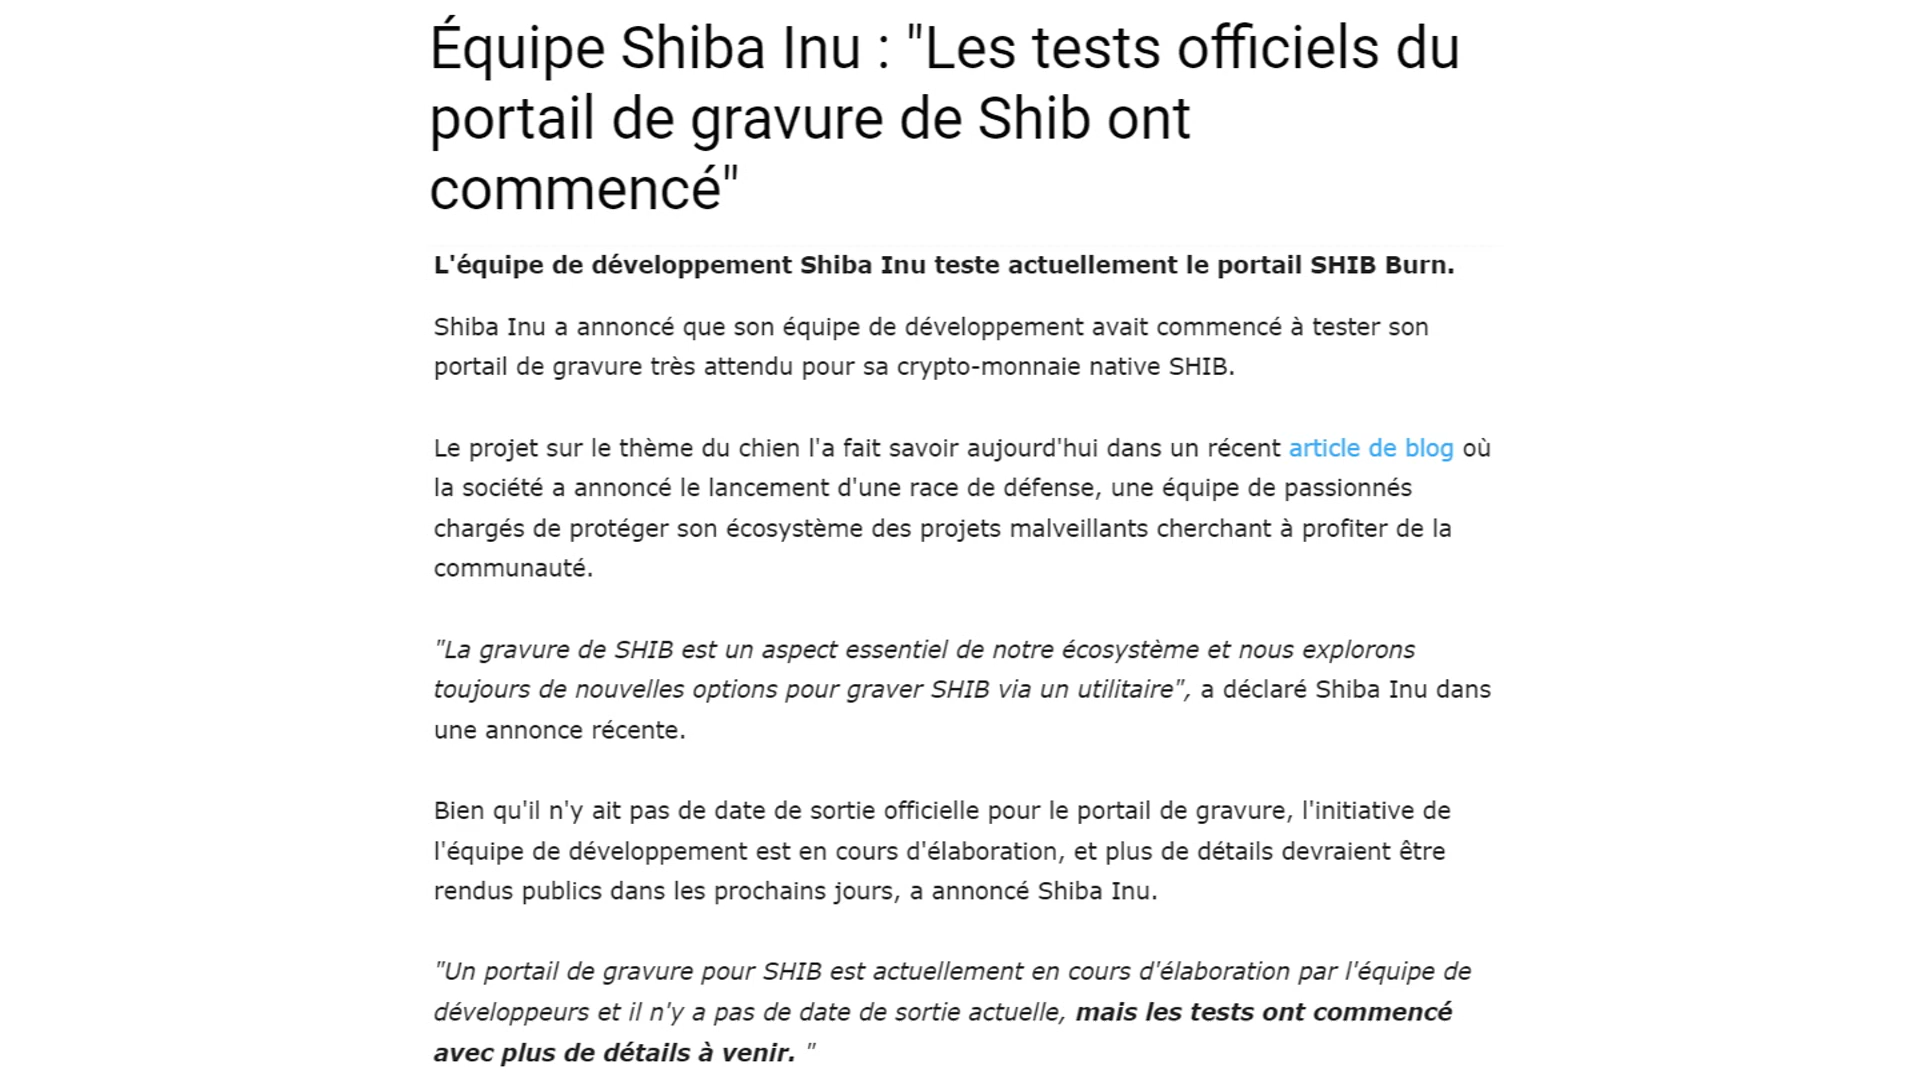 Équipe Shiba Inu : "Les tests officiels du
portail de gravure de Shib ont
commencé"
L'équipe de développement Shiba Inu teste actuellement le portail SHIB Burn.
Shiba Inu a annoncé que son équipe de développement avait commencé à tester son
portail de gravure très attendu pour sa crypto-monnaie native SHIB.
Le projet sur le thème du chien l'a fait savoir aujourd'hui dans un récent article de blog où
la société a annoncé le lancement d'une race de défense, une équipe de passionnés
chargés de protéger son écosystème des projets malveillants cherchant à profiter de la
communauté.
"La gravure de SHIB est un aspect essentiel de notre écosystème et nous explorons
toujours de nouvelles options pour graver SHIB via un utilitaire", a déclaré Shiba Inu dans
une annonce récente.
Bien qu'il n'y ait pas de date de sortie officielle pour le portail de gravure, l'initiative de
l'équipe de développement est en cours d'élaboration, et plus de détails devraient être
rendus publics dans les prochains jours, a annoncé Shiba Inu.
"Un portail de gravure pour SHIB est actuellement en cours d'élaboration par l'équipe de
développeurs et il n'y a pas de date de sortie actuelle, mais les tests ont commencé
avec plus de détails à venir. "